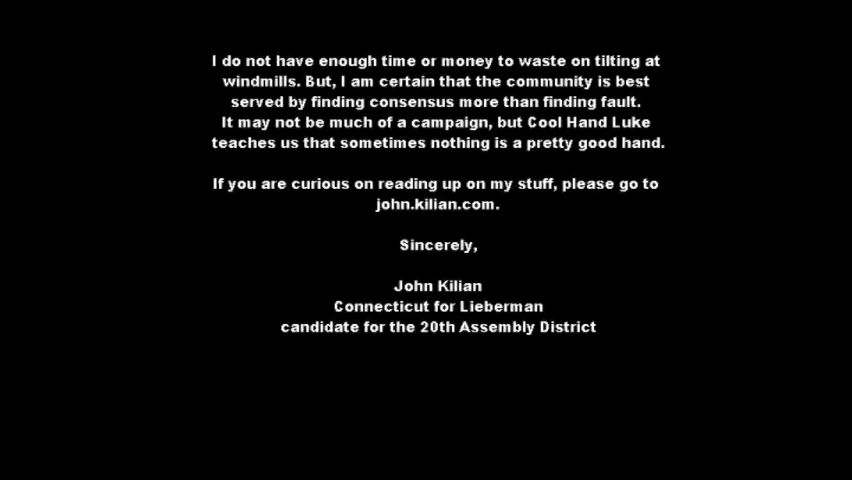 I do not have enough time or money to waste on tilting at
windmills. But, I am certain that the community is best
served by finding consensus more than finding fault.
It may not be much of a campaign, but Cool Hand Luke
teaches us that sometimes nothing is a pretty good hand.
If you are curious on reading up on my stuff, please go to
john.kilian.com.
Sincerely,
John Kilian
Connecticut for Lieberman
candidate for the 20th Assembly District